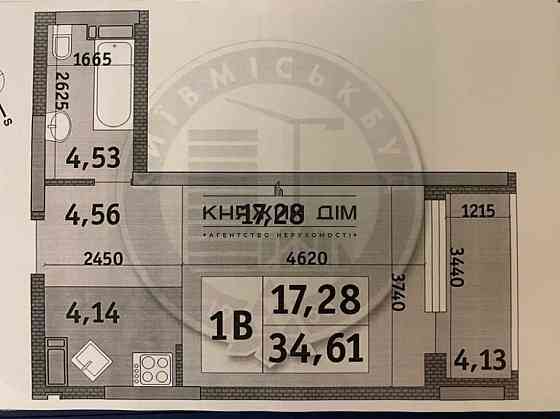 1665
2625
4,53
S
КИЇВМІСЬКБУД
4,56
17,28
КНЯЖИЙ ДІМ
• АГЕНТСТВО НЕРУХОМОСТІ •
1215
2450
4620
3740
3440
4,14
1В
17,28
34,61
4,13